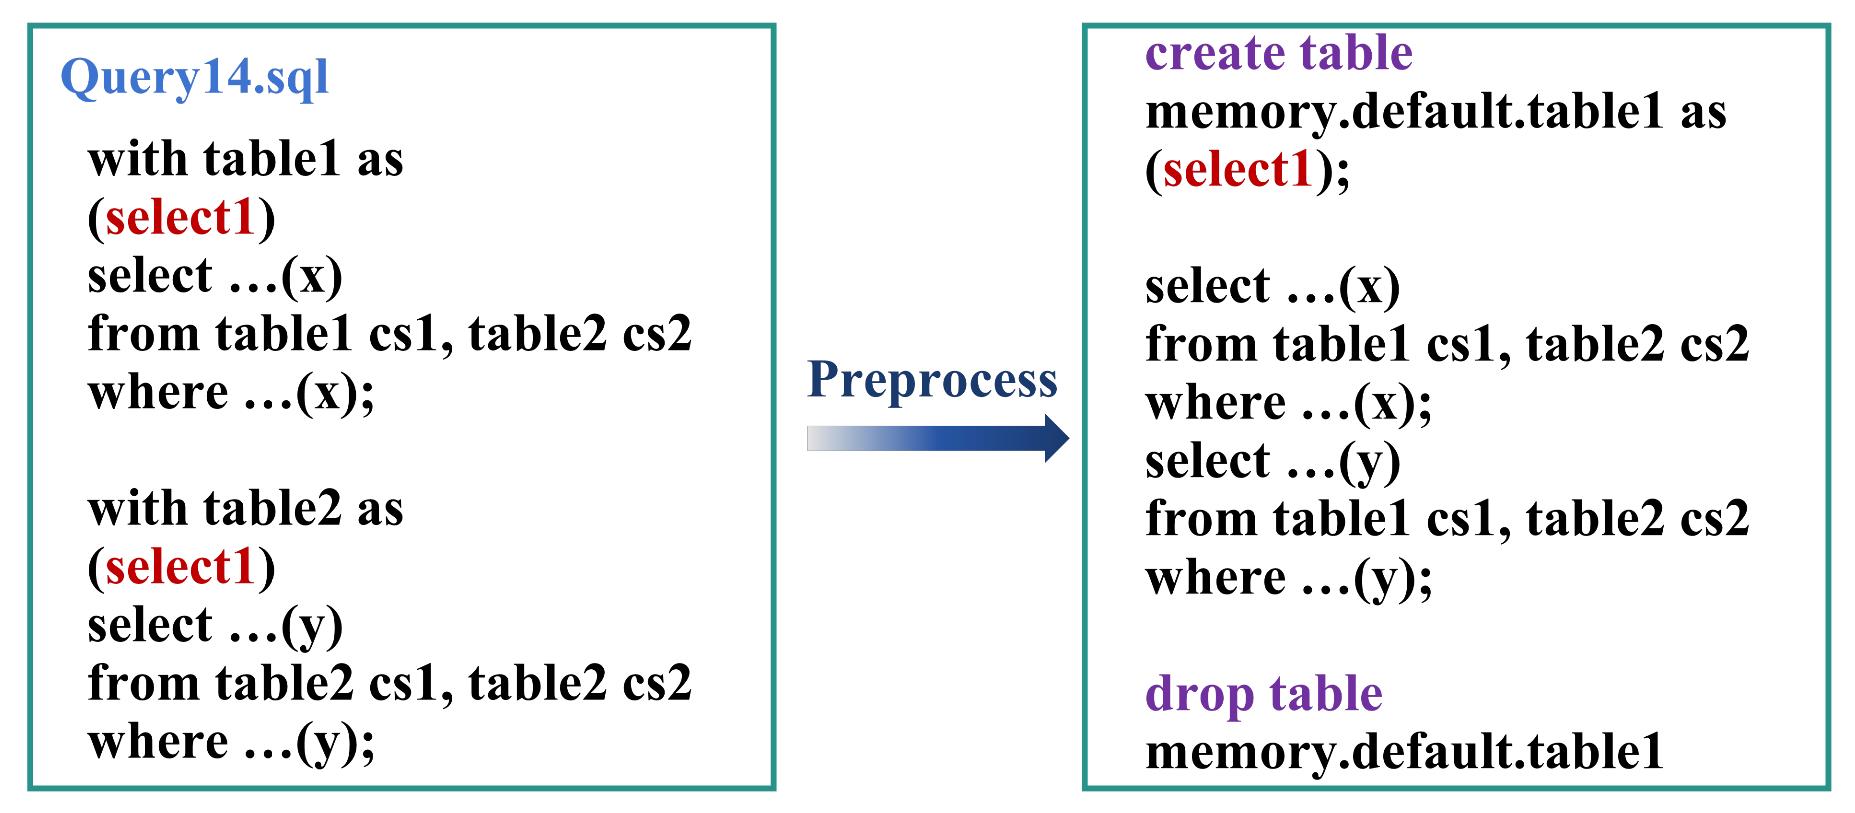 Query14.sql
with table1 as
(select1)
select …(x)
from table1 cs1, table2 cs2
where …(x);
with table2 as
(select1)
select …(y)
from table2 cs1, table2 cs2
where …(y);
Preprocess
create table
memory.default.table1 as
(select1);
select …(x)
from table1 cs1, table2 cs2
where …(x);
select …(y)
from table1 cs1, table2 cs2
where …(y);
drop table
memory.default.table1